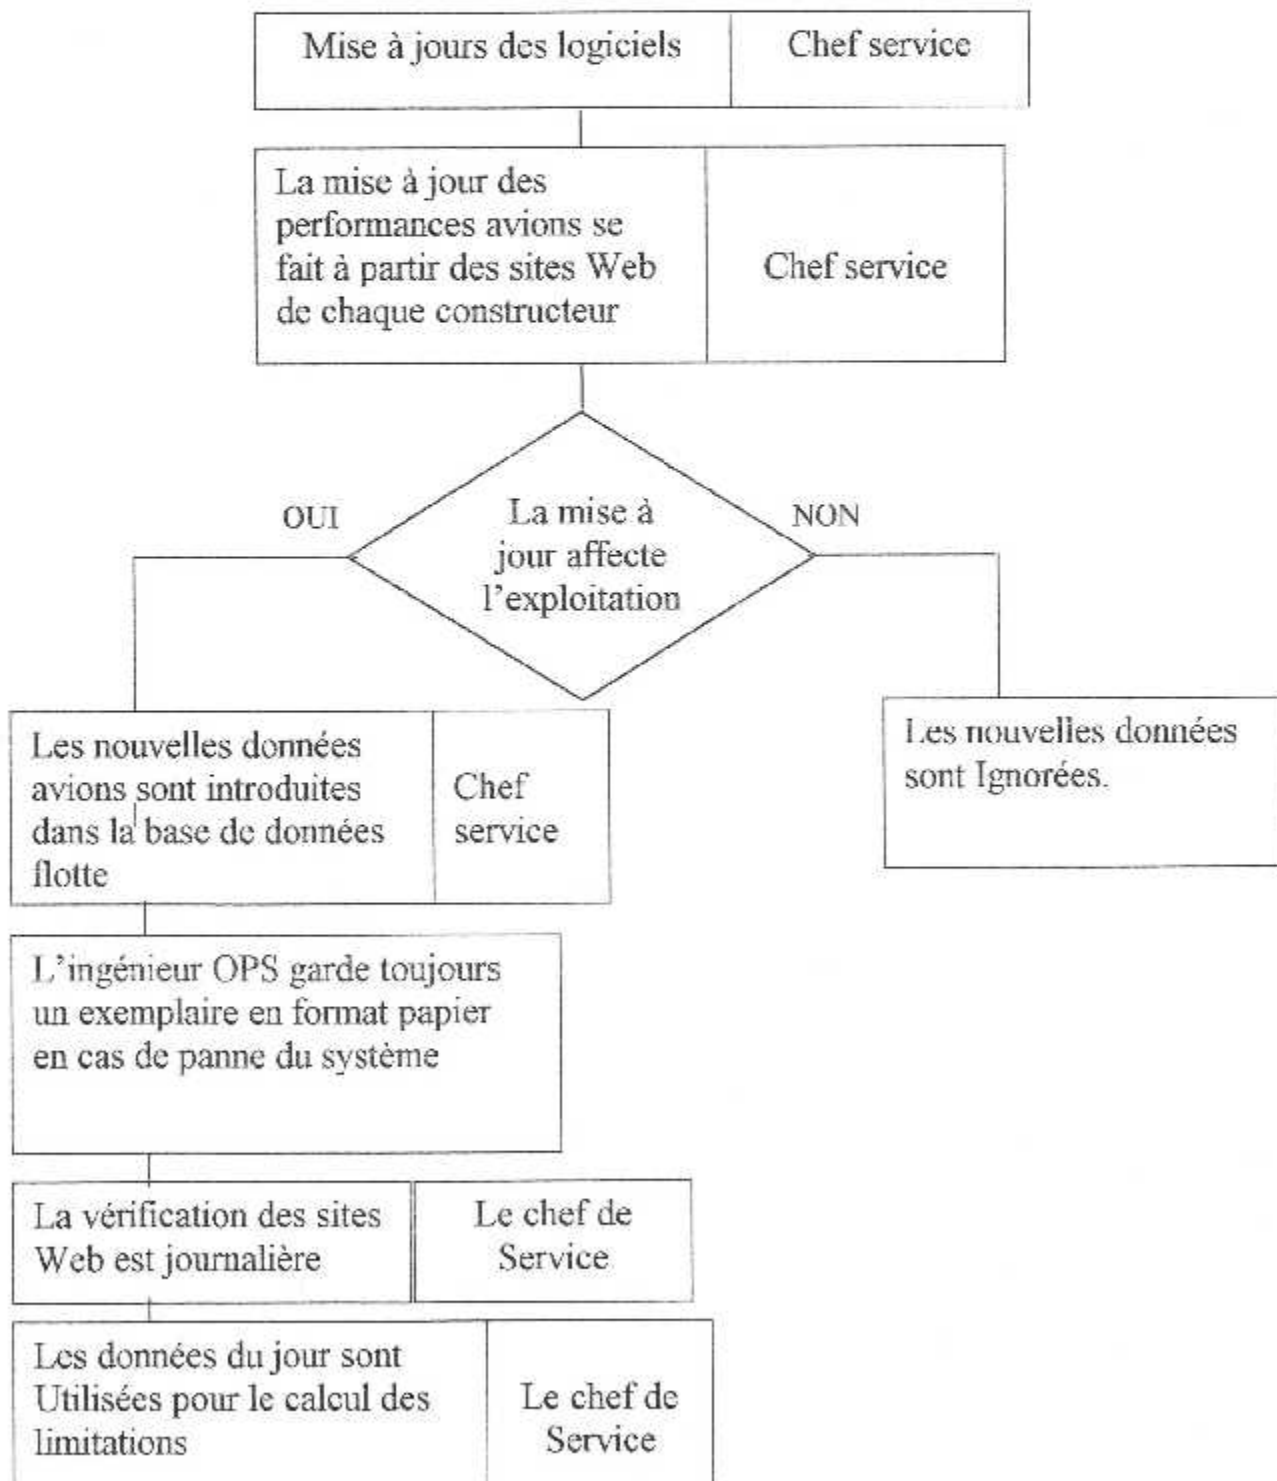 Mise à jours des logiciels
Chef service
La mise à jour des
performances avions se
fait à partir des sites Web
de chaque constructeur
Chef service
OUI
NON
La mise à
jour affecte
l'exploitation
Les nouvelles données
avions sont introduites
dans la base de données
flotte
Chef
service
Les nouvelles données
sont Ignorées.
L'ingénieur OPS garde toujours
un exemplaire en format papier
en cas de panne du système
La vérification des sites
Web est journalière
Le chef de
Service
Les données du jour sont
Utilisées pour le calcul des
limitations
Le chef de
Service